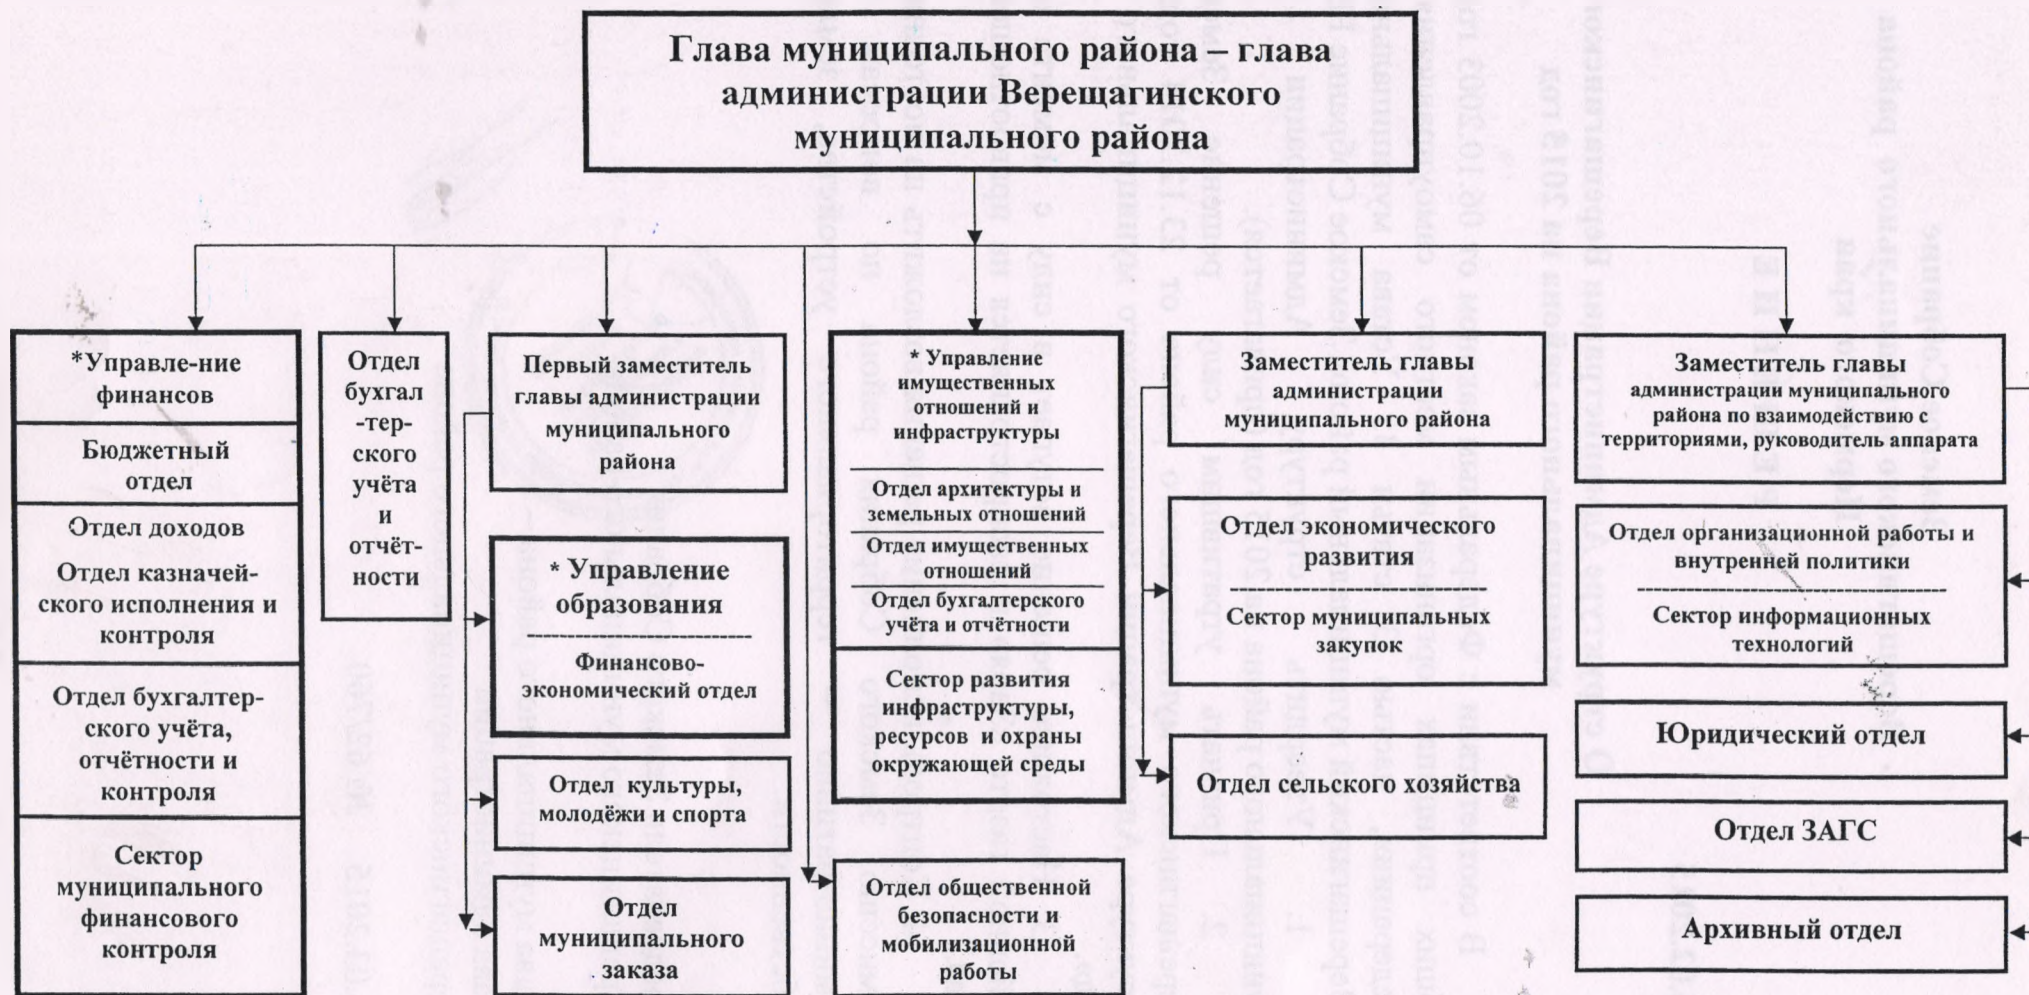 Глава муниципального района – глава
администрации Верещагинского
муниципального района
*Управле-ние
финансов
Бюджетный
отдел
Отдел доходов
Отдел казначей-
ского исполнения и
контроля
Отдел бухгалтер-
ского учёта,
отчётности и
контроля
Сектор
муниципального
финансового
контроля
Отдел
бухгал
-тер-
ского
учёта
и
отчёт-
ности
Первый заместитель
главы администрации
муниципального
района
* Управление
образования
Финансово-
экономический отдел
Отдел культуры,
молодёжи и спорта
Отдел
муниципального
заказа
* Управление
имущественных
отношений и
инфраструктуры
Отдел архитектуры и
земельных отношений
Отдел имущественных
отношений
Отдел бухгалтерского
учёта и отчётности
Сектор развития
инфраструктуры,
ресурсов и охраны
окружающей среды
Отдел общественной
безопасности и
мобилизационной
работы
Заместитель главы
администрации
муниципального района
Отдел экономического
развития
Сектор муниципальных
закупок
Отдел сельского хозяйства
Заместитель главы
администрации муниципального
района по взаимодействию с
территориями, руководитель аппарата
Отдел организационной работы и
внутренней политики
Сектор информационных
технологий
Юридический отдел
Отдел ЗАГС
Архивный отдел